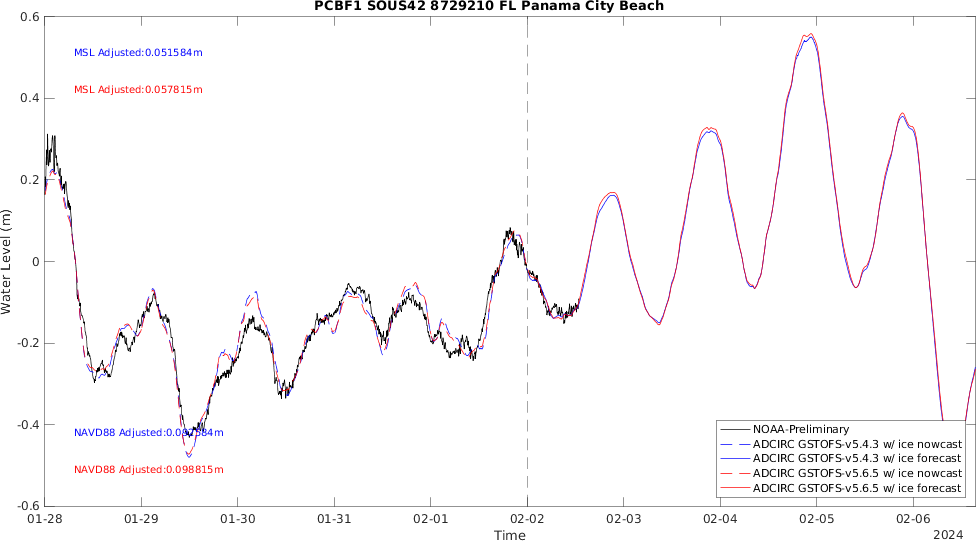 PCBF1 SOUS42 8729210 FL Panama City Beach
0.6
MSL Adjusted:0.051584m
MSL Adjusted:0.057815m
0.4
0.2
0
-0.2
-0.4
-0.6
Water Level (m)
NAVD88
NAVD88 Adjusted:0.098815m
NOAA-Preliminary
ADCIRC GSTOFS-v5.4.3 w/ ice nowcast
ADCIRC GSTOFS-v5.4.3 w/ ice forecast
ADCIRC GSTOFS-v5.6.5 w/ ice nowcast
ADCIRC GSTOFS-v5.6.5 w/ ice forecast
01-28 01-29 01-30 01-31 02-01 02-02 02-03 02-04 02-05 02-06
Time
2024